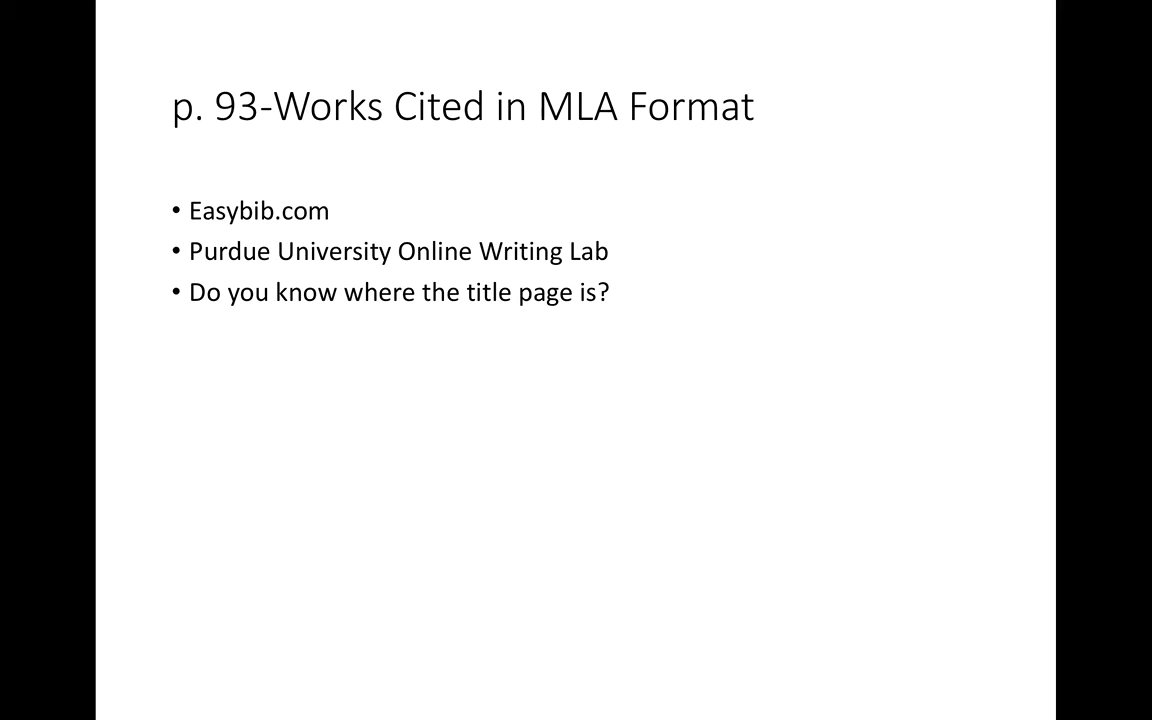 p. 93-Works Cited in MLA Format
• Easybib.com
• Purdue University Online Writing Lab
• Do you know where the title page is?